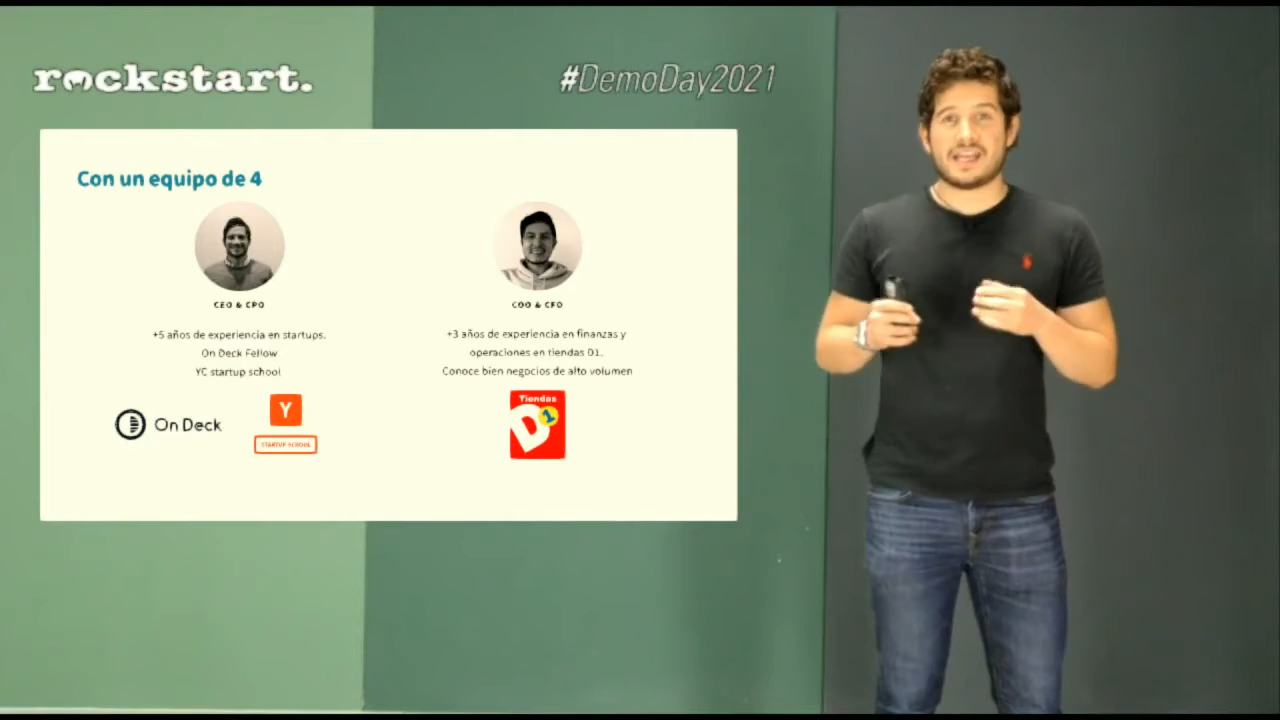 rockstart.
#DemoDay2021
Con un equipo de 4
CEO & CPO
+5 años de experiencia en startups.
On Deck Fellow
YC startup school
On Deck
Y
STARTUP SCHOOL
COO & CFO
+3 años de experiencia en finanzas y
operaciones en tiendas D1.
Conoce bien negocios de alto volumen
Tiendas
D1